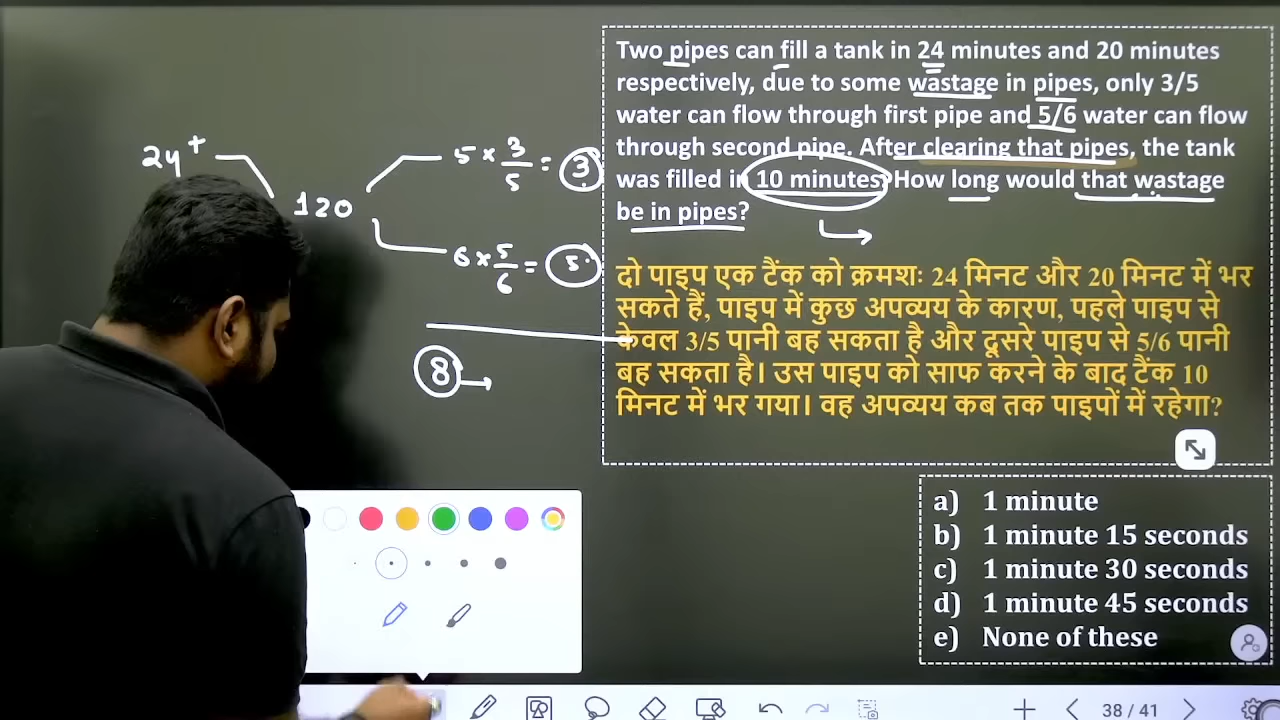 Two pipes can fill a tank in 24 minutes and 20 minutes
respectively, due to some wastage in pipes, only 3/5
water can flow through first pipe and 5/6 water can flow
through second pipe. After clearing that pipes, the tank
was filled in 10 minutes. How long would that wastage
be in pipes?
दो पाइप एक टैंक को क्रमशः 24 मिनट और 20 मिनट में भर
सकते हैं, पाइप में कुछ अपव्यय के कारण, पहले पाइप से
केवल 3/5 पानी बह सकता है और दूसरे पाइप से 5/6 पानी
बह सकता है। उस पाइप को साफ करने के बाद टैंक 10
मिनट में भर गया। वह अपव्यय कब तक पाइपों में रहेगा?
24 +
120
5 × 3/5 = 3
6 × 5/6 = 5
8
a) 1 minute
b) 1 minute 15 seconds
c) 1 minute 30 seconds
d) 1 minute 45 seconds
e) None of these
38 / 41